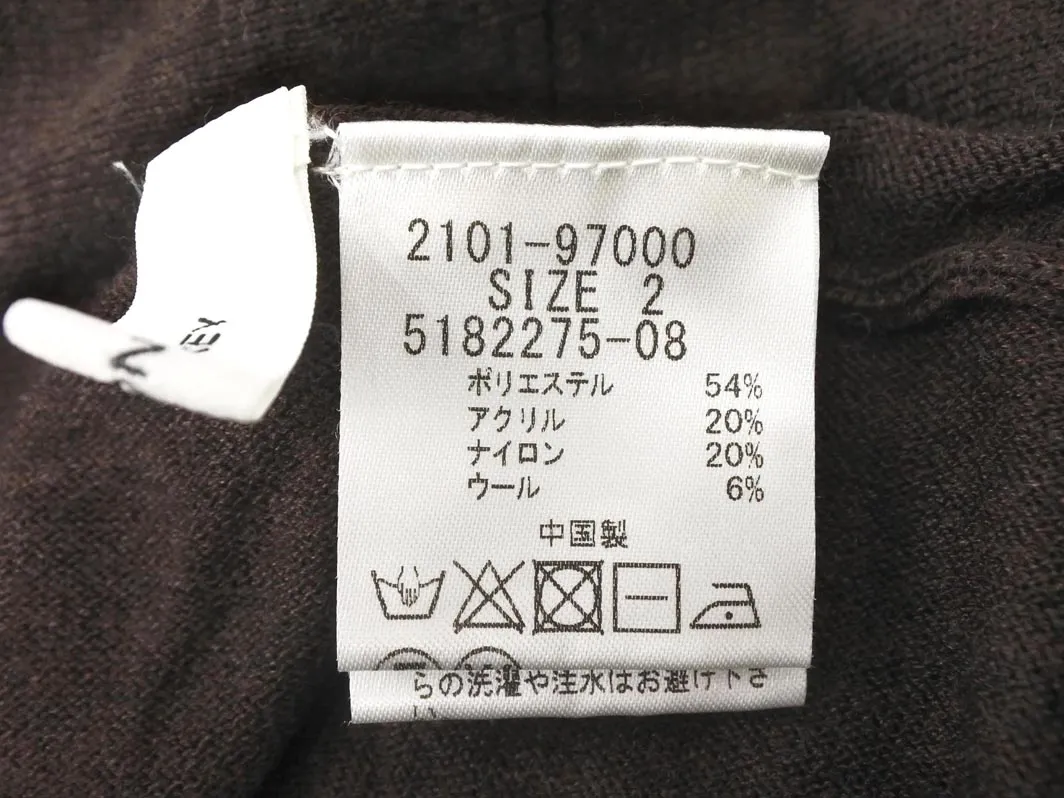 2101-97000
SIZE 2
5182275-08
ポリエステル 54%
アクリル 20%
ナイロン 20%
ウール 6%
中国製
らの洗濯や注水はお避け下さ
い